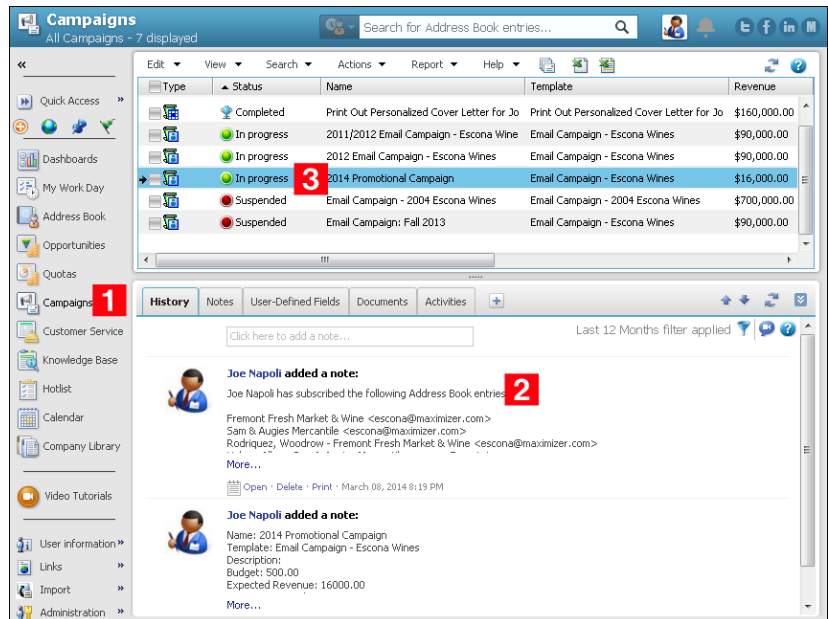 Campaigns
All Campaigns - 7 displayed
Search for Address Book entries...
Edit View Search Actions Report Help
Type Status Name Template Revenue
Completed Print Out Personalized Cover Letter for Jo Print Out Personalized Cover Letter for Jo $160,000.00
In progress 2011/2012 Email Campaign - Escona Wine Email Campaign - Escona Wines $90,000.00
In progress 2012 Email Campaign - Escona Wines Email Campaign - Escona Wines $90,000.00
In progress 3 2014 Promotional Campaign Email Campaign - Escona Wines $16,000.00
Suspended Email Campaign - 2004 Escona Wines Email Campaign - 2004 Escona Wines $700,000.00
Suspended Email Campaign: Fall 2013 Email Campaign - Escona Wines $90,000.00
Quick Access
Dashboards
My Work Day
Address Book
Opportunities
Quotas
Campaigns 1
Customer Service
Knowledge Base
Hotlist
Calendar
Company Library
Video Tutorials
User information
Links
Import
Administration
History Notes User-Defined Fields Documents Activities
Click here to add a note...
Last 12 Months filter applied
Joe Napoli added a note:
Joe Napoli has subscribed the following Address Book entries 2
Fremont Fresh Market & Wine <escona@maximizer.com>
Sam & Augies Mercantile <escona@maximizer.com>
Rodriquez, Woodrow - Fremont Fresh Market & Wine <escona@maximizer.com>
More...
Open · Delete · Print · March 08, 2014 8:19 PM
Joe Napoli added a note:
Name: 2014 Promotional Campaign
Template: Email Campaign - Escona Wines
Description:
Budget: 500.00
Expected Revenue: 16000.00
More...